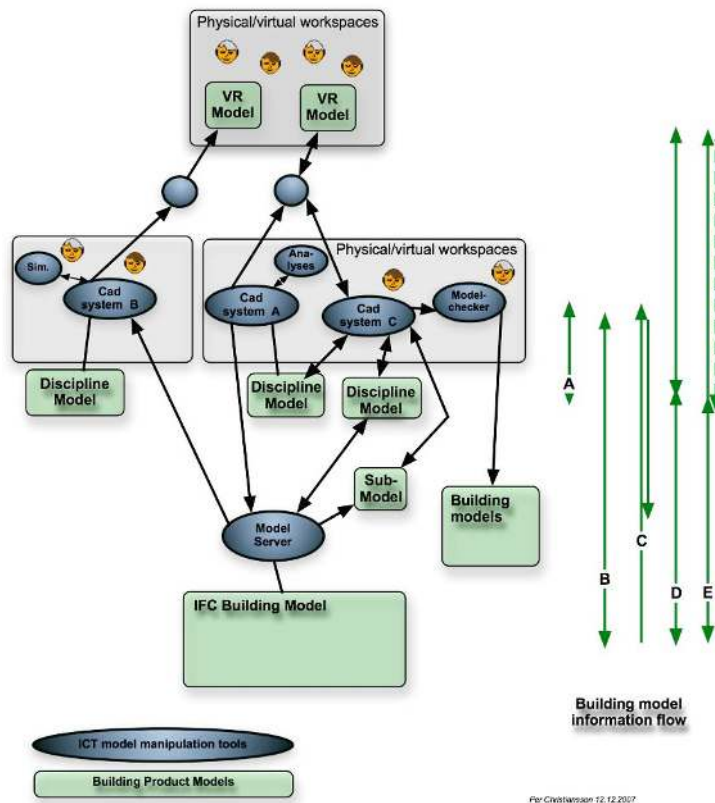 Physical/virtual workspaces
VR
Model
VR
Model
Physical/virtual workspaces
Sim.
Cad
system B
Ana-
lyses
Cad
system A
Cad
system C
Model-
checker
Discipline
Model
Discipline
Model
Discipline
Model
Sub-
Model
Building
models
Model
Server
IFC Building Model
A
B
C
D
E
Building model
information flow
ICT model manipulation tools
Building Product Models
Per Christiansson 12.12.2007